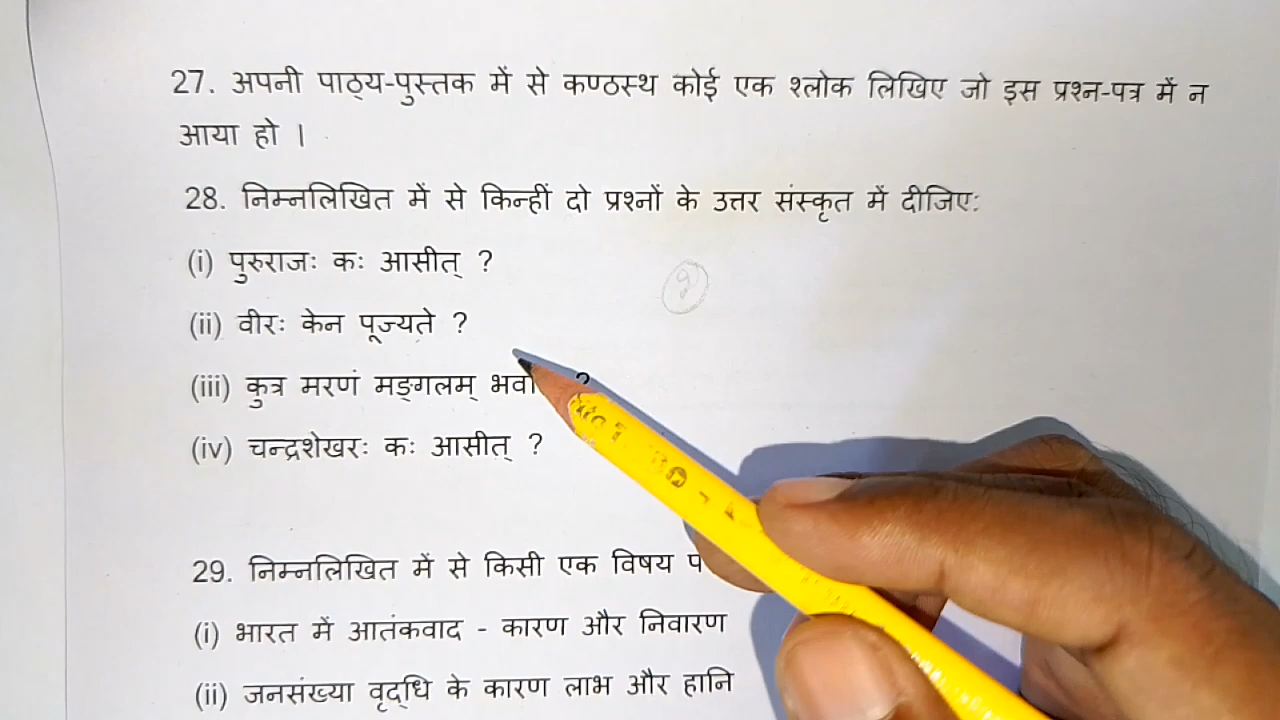 27. अपनी पाठ्य-पुस्तक में से कण्ठस्थ कोई एक श्लोक लिखिए जो इस प्रश्न-पत्र में न
आया हो ।
28. निम्नलिखित में से किन्हीं दो प्रश्नों के उत्तर संस्कृत में दीजिए:
(i) पुरुराजः कः आसीत् ?
(ii) वीरः केन पूज्यते ?
(iii) कुत्र मरणं मङ्गलम् ?
(iv) चन्द्रशेखरः कः आसीत् ?
29. निम्नलिखित में से किसी एक विषय
(i) भारत में आतंकवाद - कारण और निवारण
(ii) जनसंख्या वृद्धि के कारण लाभ और हानि